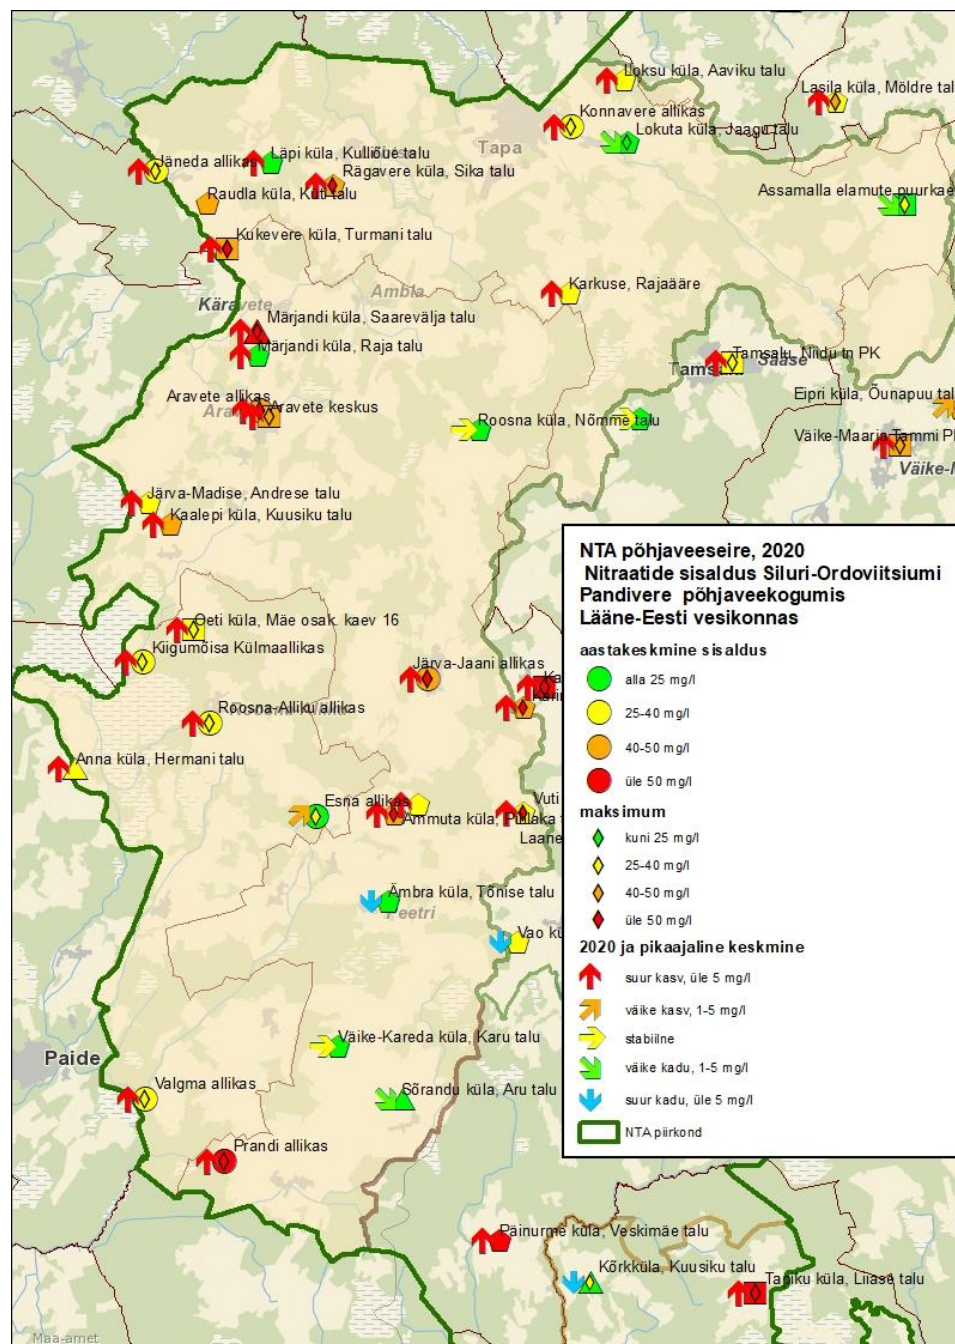 Loksu küla, Aaviku talu
Lasila küla, Möldre tal
Konnavere allikas
Lokuta küla, Jaagu talu
Tapa
Läpi küla, Kulli talu
Jäneda allikas
Rägavere küla, Sika talu
Raudla küla, Küti talu
Assamalla elamute puurkae
Kukevere küla, Turmani talu
Karkuse, Rajaääre
Ambla
Käravete
Märjandi küla, Saarevälja talu
Märjandi küla, Raja talu
Tamsalu, Niidu tn PK
Sääse
Tamsalu
Eipri küla, Õunapuu tal
Aravete allikas
Aravete keskus
Roosna küla, Nõmme talu
Väike-Maarja Tammi P
Väike-M
Järva-Madise, Andrese talu
Kaalepi küla, Kuusiku talu
NTA põhjaveeseire, 2020
Nitraatide sisaldus Siluri-Ordoviitsiumi
Pandivere põhjaveekogumis
Lääne-Eesti vesikonnas
aastakeskmine sisaldus
alla 25 mg/l
25-40 mg/l
40-50 mg/l
üle 50 mg/l
maksimum
kuni 25 mg/l
25-40 mg/l
40-50 mg/l
üle 50 mg/l
2020 ja pikaajaline keskmine
suur kasv, üle 5 mg/l
väike kasv, 1-5 mg/l
stabiilne
väike kadu, 1-5 mg/l
suur kadu, üle 5 mg/l
NTA piirkond
Oeti küla, Mäe osak. kaev 16
Kiigumõisa Külmaallikas
Järva-Jaani allikas
Ka
Roosna-Alliku allikas
Anna küla, Hermani talu
Esna allikas
Ammuta küla, Pullaka t
Vuti
Laane
Ämbra küla, Tõnise talu
Peetri
Vao kü
Väike-Kareda küla, Karu talu
Paide
Valgma allikas
Sõrandu küla, Aru talu
Prandi allikas
Päinurme küla, Veskimäe talu
Kõrkküla, Kuusiku talu
Tapiku küla, Liiase talu
Maa-amet